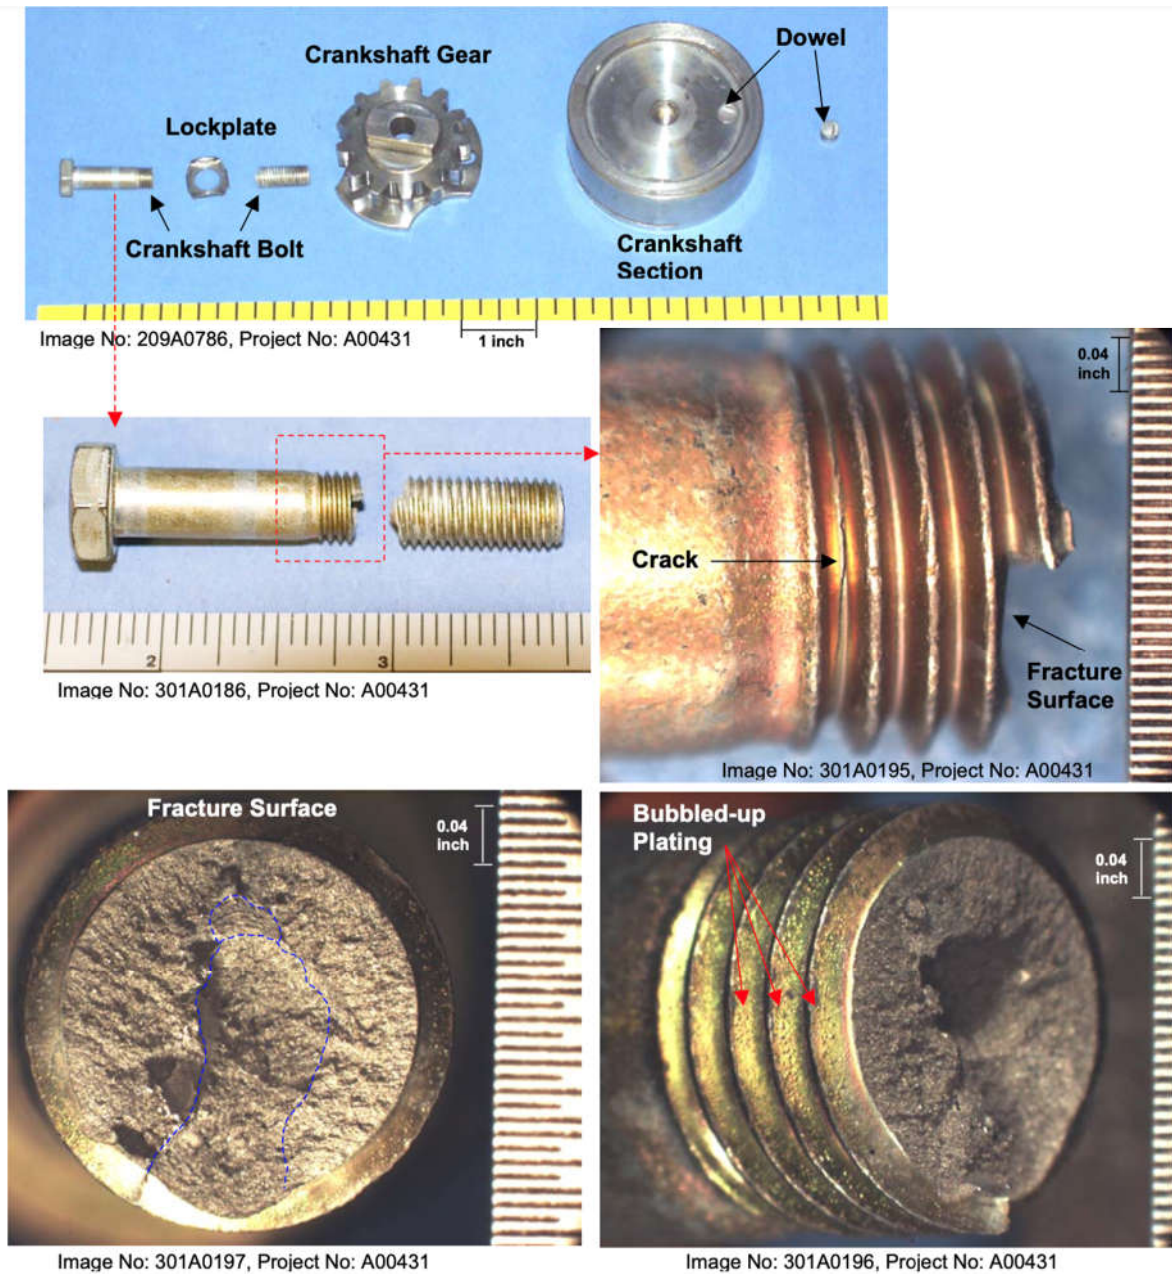 Crankshaft Gear
Dowel
Lockplate
Crankshaft Bolt
Crankshaft
Section
Image No: 209A0786, Project No: A00431
1 inch
0.04
inch
Crack
Fracture
Surface
2
3
Image No: 301A0186, Project No: A00431
Image No: 301A0195, Project No: A00431
Fracture Surface
0.04
inch
Bubbled-up
Plating
0.04
inch
Image No: 301A0197, Project No: A00431
Image No: 301A0196, Project No: A00431